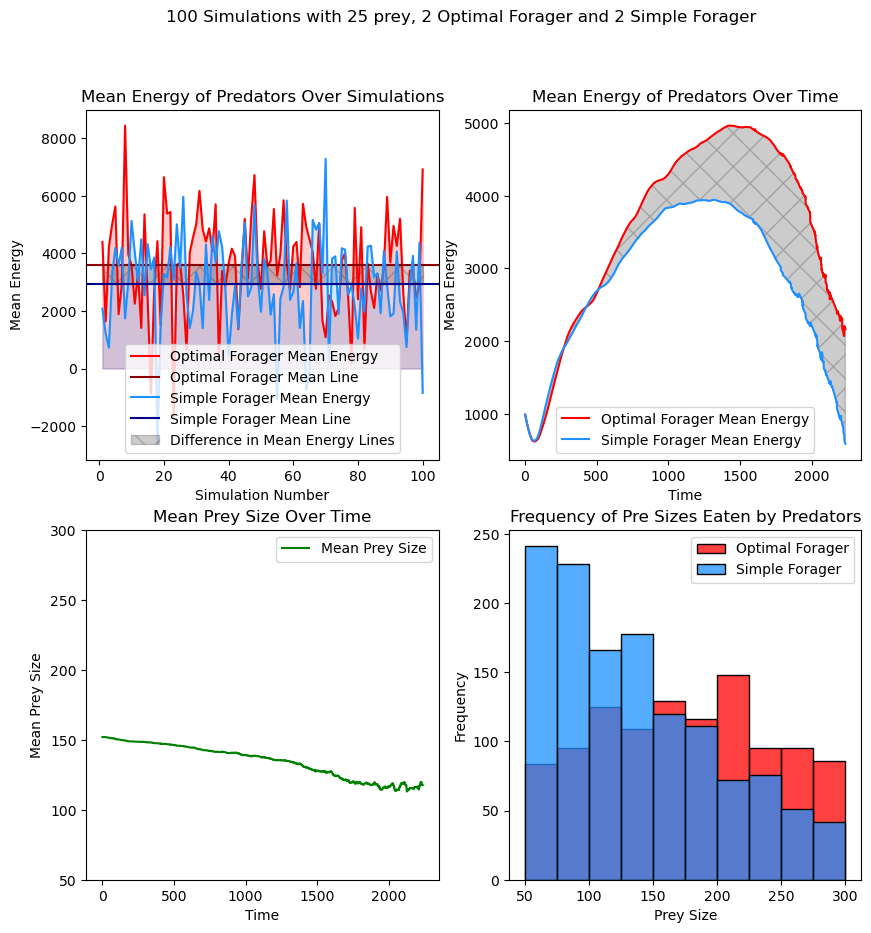 100 Simulations with 25 prey, 2 Optimal Forager and 2 Simple Forager
Mean Energy of Predators Over Simulations
Mean Energy
8000
6000
4000
2000
0
−2000
Optimal Forager Mean Energy
Optimal Forager Mean Line
Simple Forager Mean Energy
Simple Forager Mean Line
Difference in Mean Energy Lines
0 20 40 60 80 100
Simulation Number
Mean Energy of Predators Over Time
Mean Energy
5000
4000
3000
2000
1000
Optimal Forager Mean Energy
Simple Forager Mean Energy
0 500 1000 1500 2000
Time
Mean Prey Size Over Time
Mean Prey Size
300
250
200
150
100
50
Mean Prey Size
0 500 1000 1500 2000
Time
Frequency of Pre Sizes Eaten by Predators
Frequency
250
200
150
100
50
0
Optimal Forager
Simple Forager
50 100 150 200 250 300
Prey Size